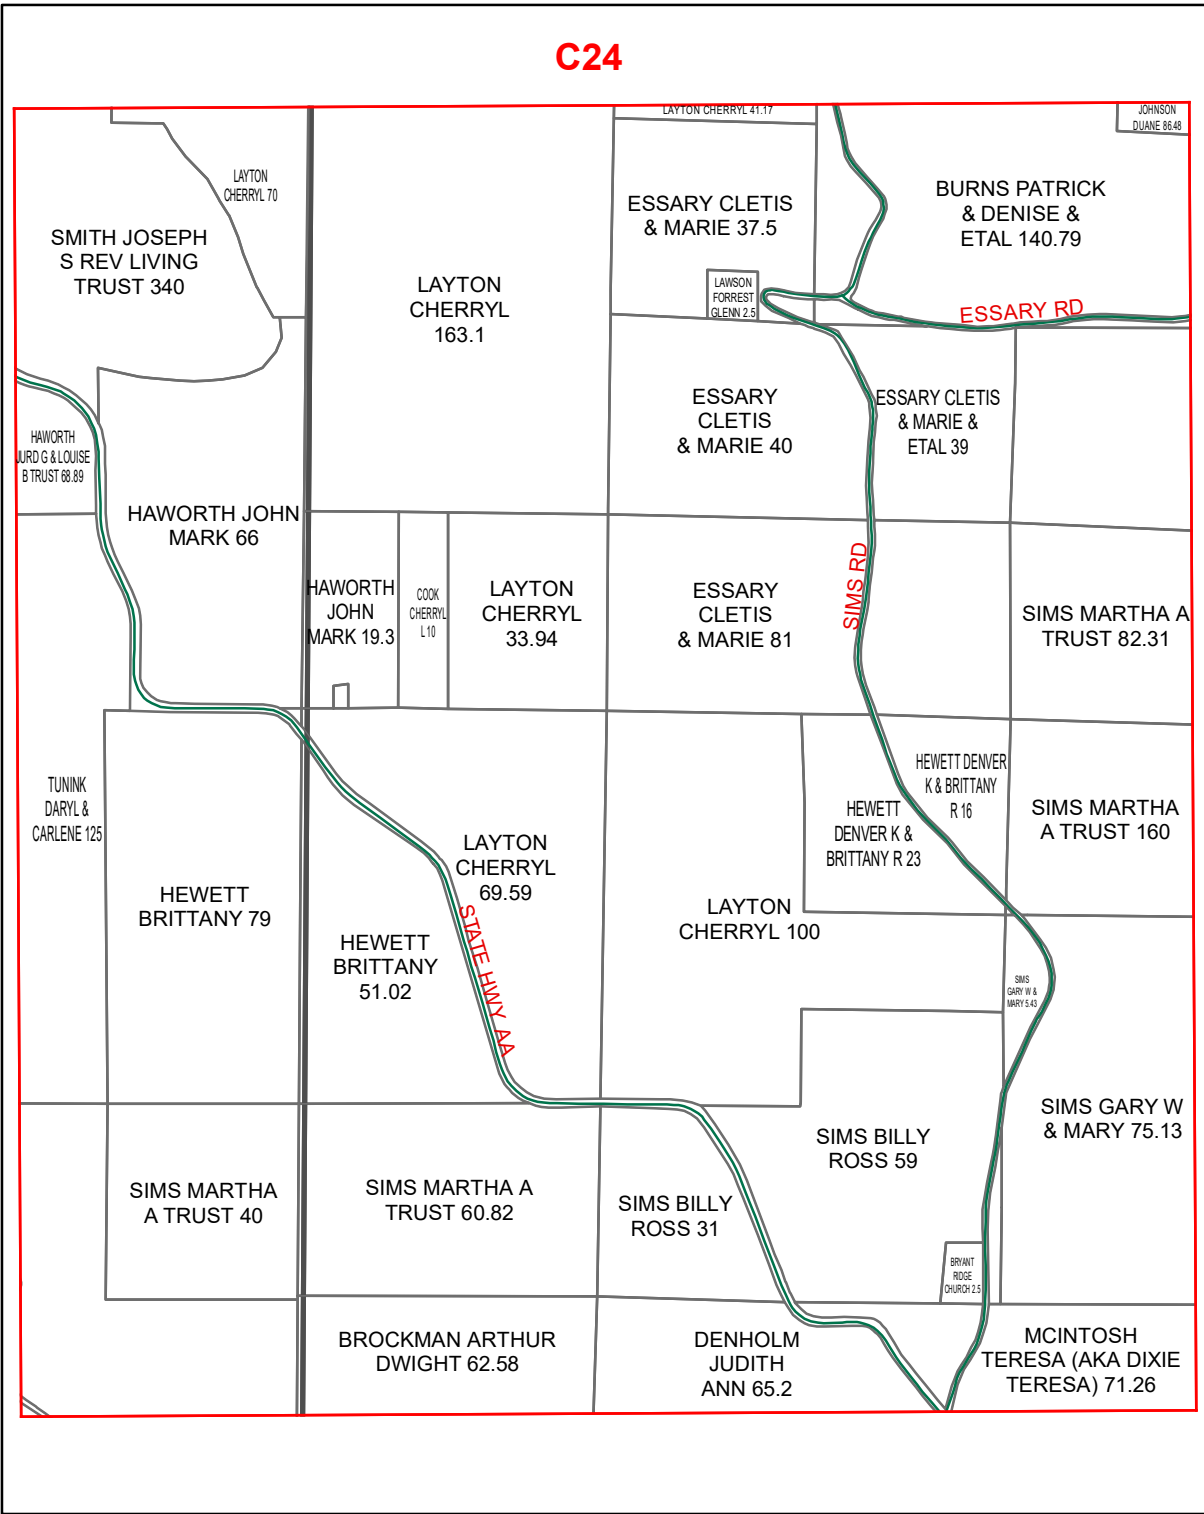 C24
LAYTON CHERRYL 41.17
JOHNSON
DUANE 86.48
LAYTON
CHERRYL 70
BURNS PATRICK
& DENISE &
ETAL 140.79
ESSARY CLETIS
& MARIE 37.5
SMITH JOSEPH
S REV LIVING
TRUST 340
LAYTON
CHERRYL
163.1
LAWSON
FORREST
GLENN 2.5
ESSARY RD
ESSARY
CLETIS
& MARIE 40
ESSARY CLETIS
& MARIE &
ETAL 39
HAWORTH
JURD G & LOUISE
B TRUST 68.89
HAWORTH JOHN
MARK 66
HAWORTH
JOHN
MARK 19.3
COOK
CHERRYL
L 10
LAYTON
CHERRYL
33.94
ESSARY
CLETIS
& MARIE 81
SIMS RD
SIMS MARTHA A
TRUST 82.31
TUNINK
DARYL &
CARLENE 125
HEWETT DENVER
K & BRITTANY
R 16
HEWETT
DENVER K &
BRITTANY R 23
SIMS MARTHA
A TRUST 160
LAYTON
CHERRYL
69.59
HEWETT
BRITTANY 79
LAYTON
CHERRYL 100
HEWETT
BRITTANY
51.02
STATE HWY AA
SIMS
GARY W &
MARY 5.43
SIMS GARY W
& MARY 75.13
SIMS BILLY
ROSS 59
SIMS MARTHA
A TRUST 40
SIMS MARTHA A
TRUST 60.82
SIMS BILLY
ROSS 31
BRYANT
RIDGE
CHURCH 2.5
BROCKMAN ARTHUR
DWIGHT 62.58
DENHOLM
JUDITH
ANN 65.2
MCINTOSH
TERESA (AKA DIXIE
TERESA) 71.26